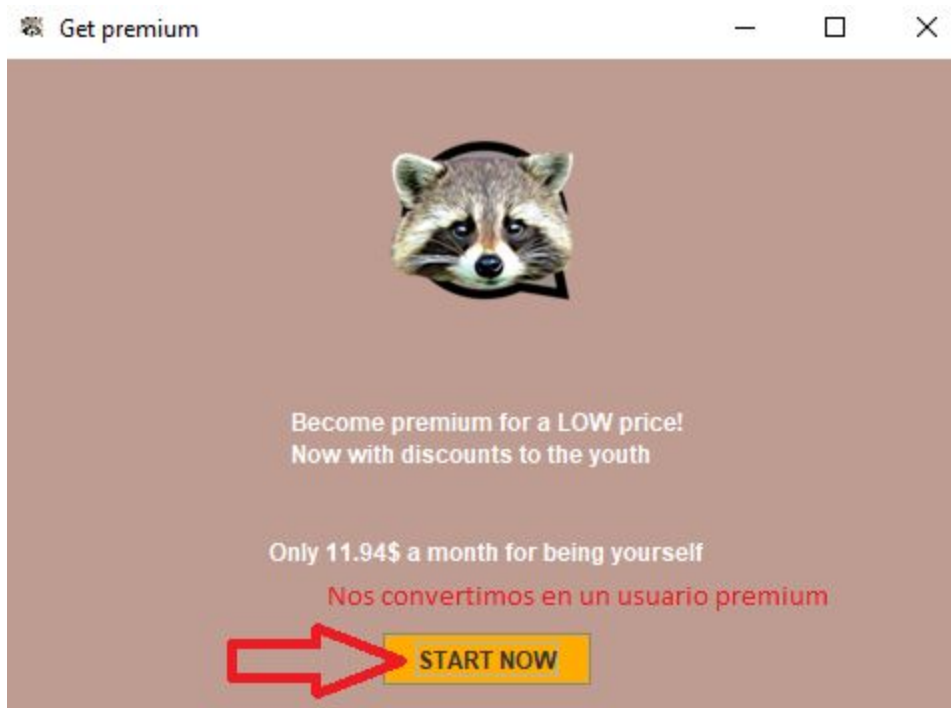 Get premium
Become premium for a LOW price!
Now with discounts to the youth
Only 11.94$ a month for being yourself
Nos convertimos en un usuario premium
START NOW